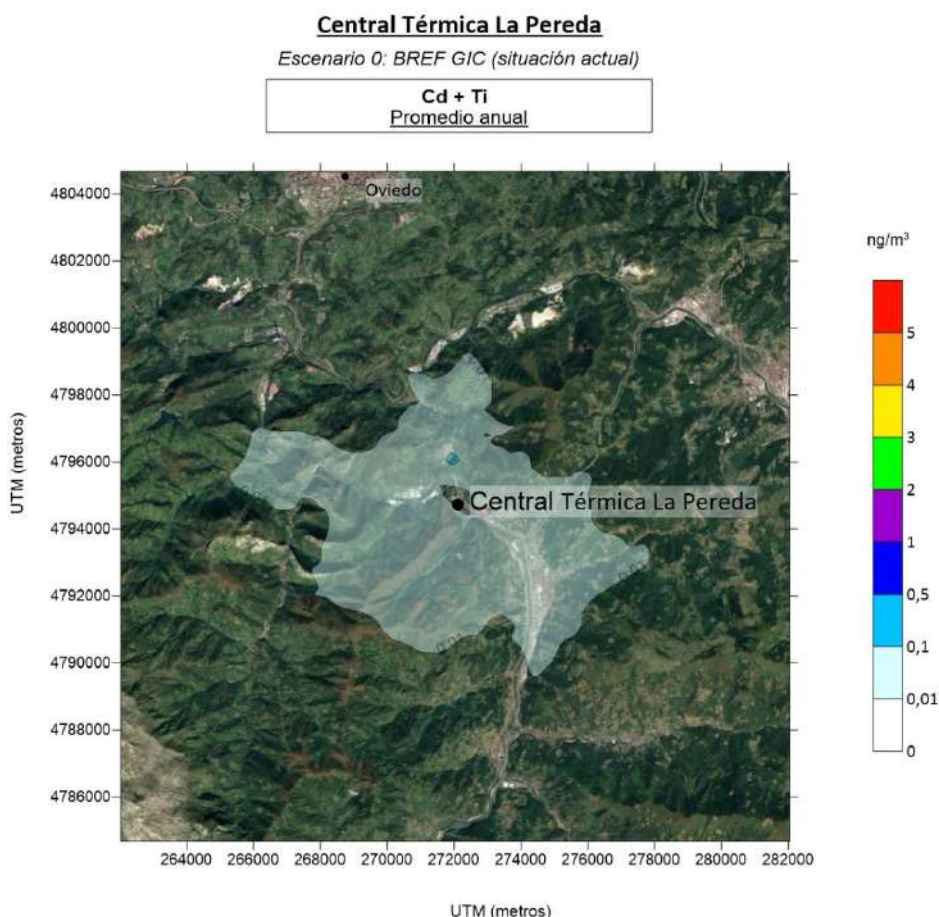 Central Térmica La Pereda
Escenario 0: BREF GIC (situación actual)
Cd + Ti
Promedio anual
4804000
4802000
4800000
4798000
4796000
4794000
4792000
4790000
4788000
4786000
UTM (metros)
Oviedo
Central Térmica La Pereda
264000 266000 268000 270000 272000 274000 276000 278000 280000 282000
UTM (metros)
ng/m³
5
4
3
2
1
0,5
0,1
0,01
0